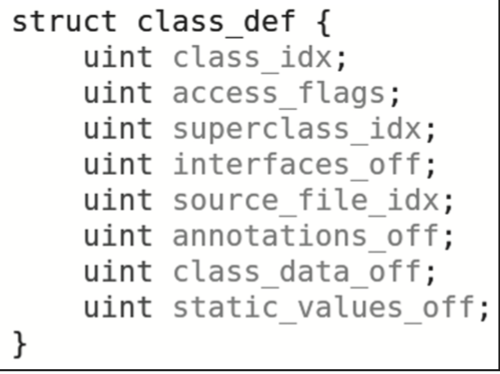 struct class_def {
    uint class_idx;
    uint access_flags;
    uint superclass_idx;
    uint interfaces_off;
    uint source_file_idx;
    uint annotations_off;
    uint class_data_off;
    uint static_values_off;
}